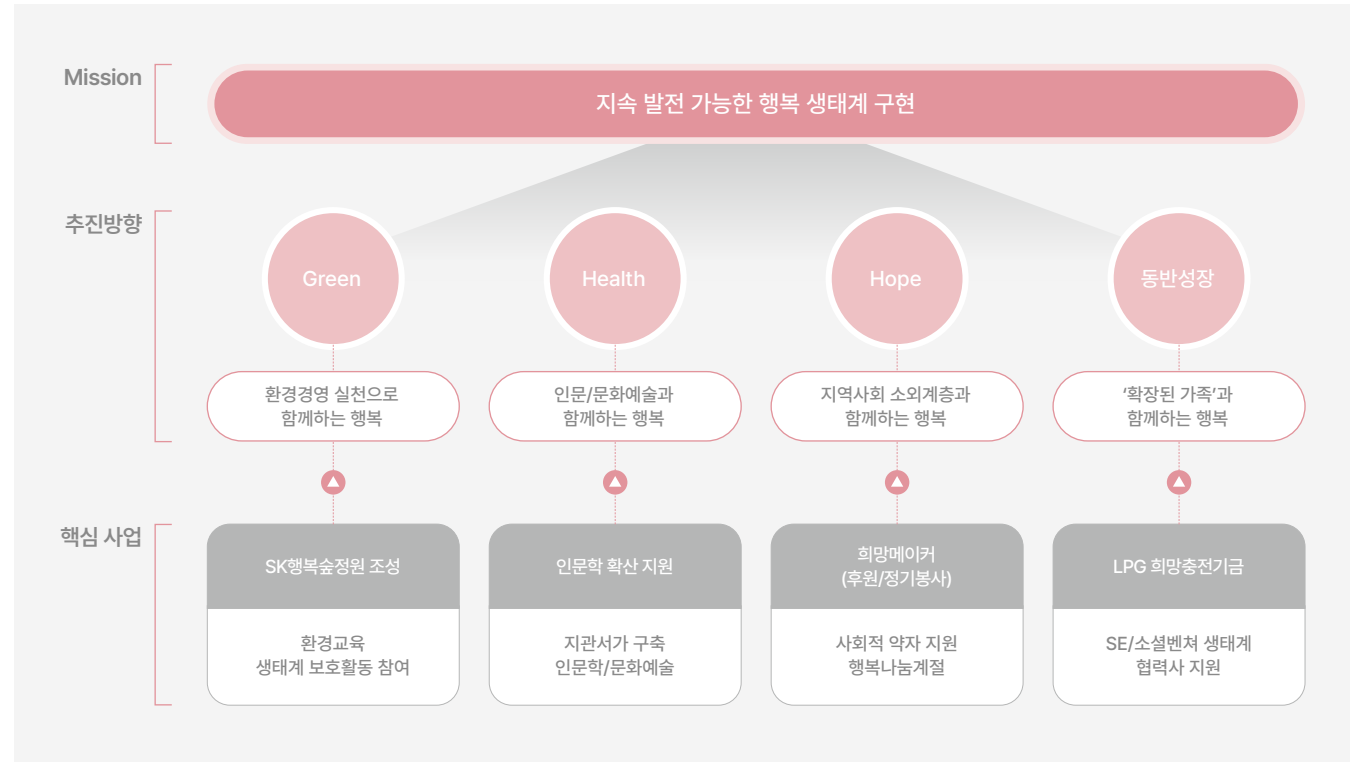 Mission
지속 발전 가능한 행복 생태계 구현
추진방향
Green
Health
Hope
동반성장
환경경영 실천으로
함께하는 행복
인문/문화예술과
함께하는 행복
지역사회 소외계층과
함께하는 행복
‘확장된 가족’과
함께하는 행복
핵심 사업
SK행복숲정원 조성
인문학 확산 지원
희망메이커
(후원/정기봉사)
LPG 희망충전기금
환경교육
생태계 보호활동 참여
지관서가 구축
인문학/문화예술
사회적 약자 지원
행복나눔계절
SE/소셜벤쳐 생태계
협력사 지원